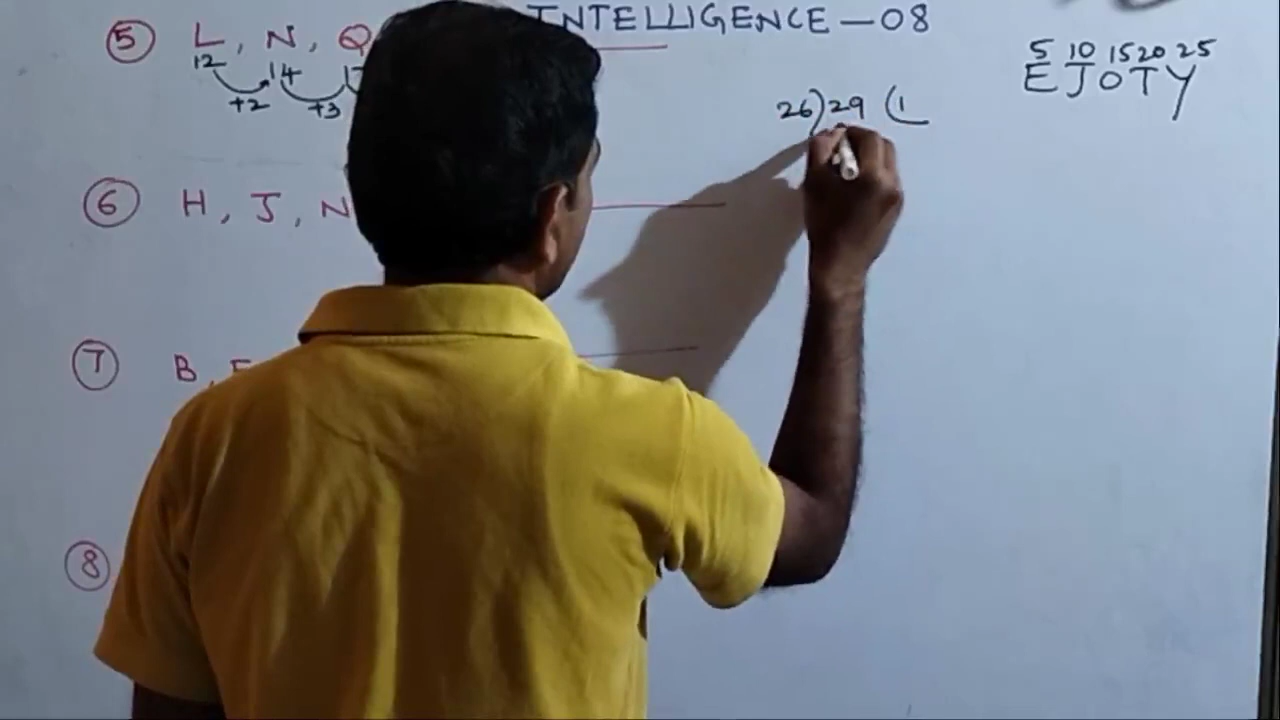 INTELLIGENCE - 08
5 10 15 20 25
E J O T Y
5 L, N, Q
12 14
+2 +3
26)29(1
6 H, J, N
7 B,
8